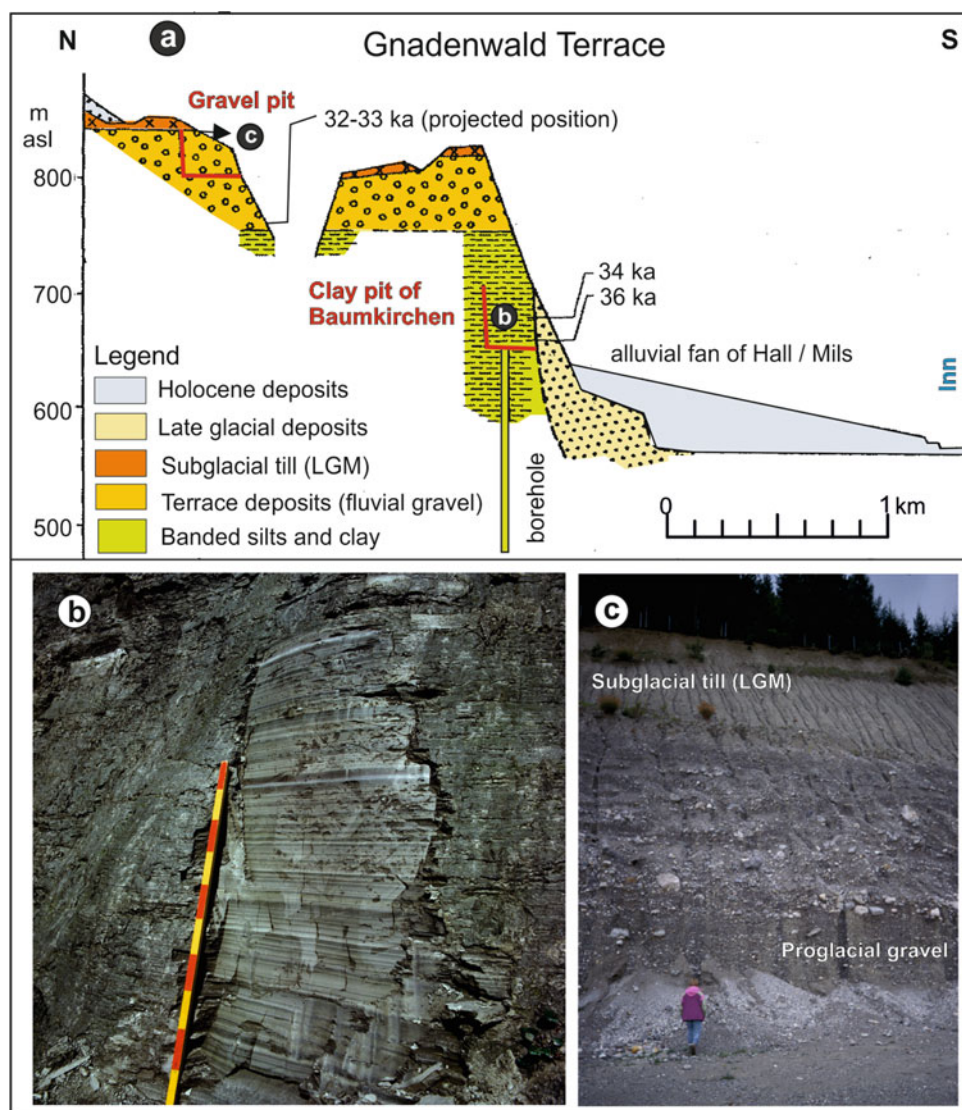 N
a
Gnadenwald Terrace
S
m
asl
Gravel pit
c
32-33 ka (projected position)
800
700
Clay pit of
Baumkirchen
b
34 ka
36 ka
alluvial fan of Hall / Mils
Inn
Legend
Holocene deposits
Late glacial deposits
Subglacial till (LGM)
Terrace deposits (fluvial gravel)
Banded silts and clay
600
500
borehole
0
1 km
b
c
Subglacial till (LGM)
Proglacial gravel